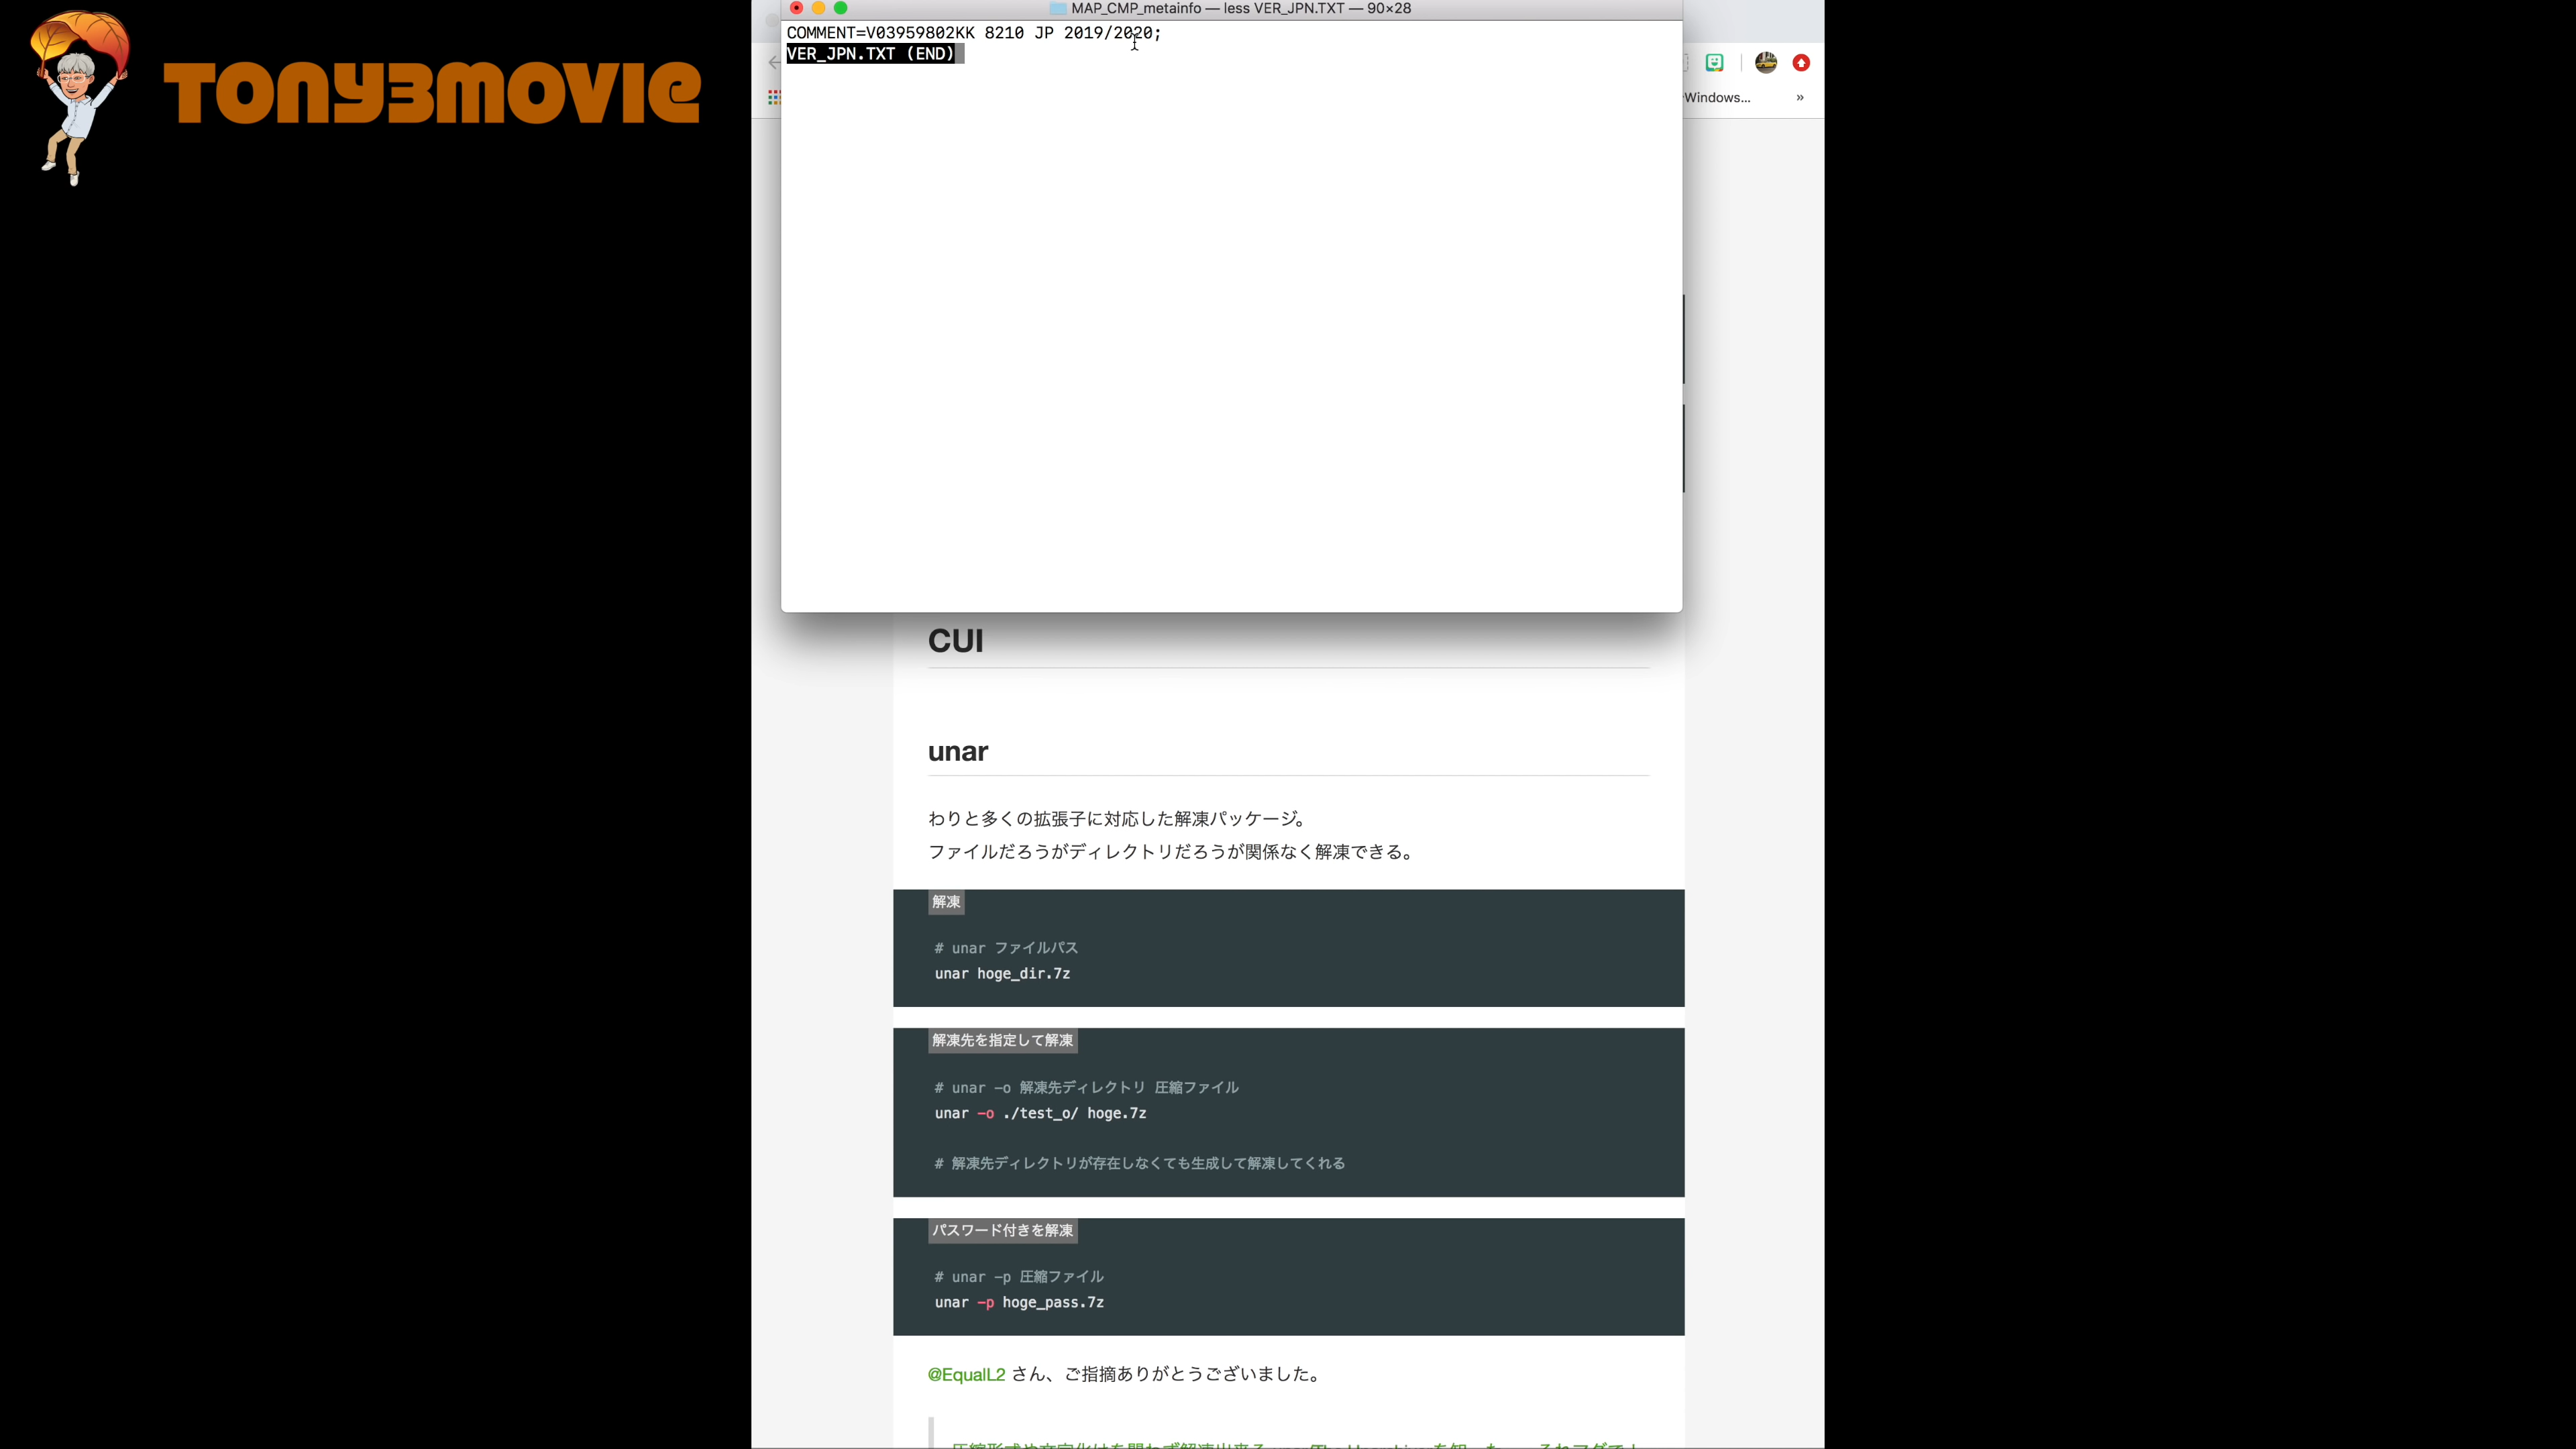 TONY3MOVIE
MAP_CMP_metainfo — less VER_JPN.TXT — 90×28
COMMENT=V03959802KK 8210 JP 2019/2020;
VER_JPN.TXT (END)
Windows...
»
CUI
unar
わりと多くの拡張子に対応した解凍パッケージ。
ファイルだろうがディレクトリだろうが関係なく解凍できる。
解凍
# unar ファイルパス
unar hoge_dir.7z
解凍先を指定して解凍
# unar -o 解凍先ディレクトリ 圧縮ファイル
unar -o ./test_o/ hoge.7z
# 解凍先ディレクトリが存在しなくても生成して解凍してくれる
パスワード付きを解凍
# unar -p 圧縮ファイル
unar -p hoge_pass.7z
@EqualL2 さん、ご指摘ありがとうございました。